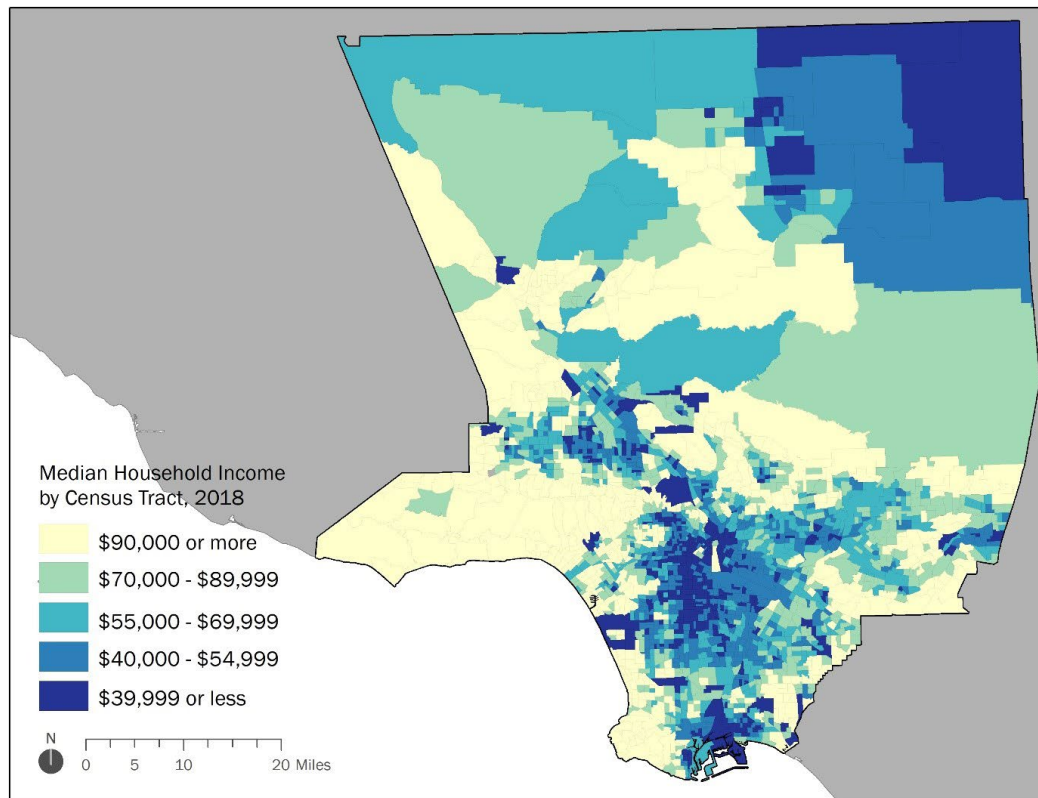 Median Household Income
by Census Tract, 2018
$90,000 or more
$70,000 - $89,999
$55,000 - $69,999
$40,000 - $54,999
$39,999 or less
N
0 5 10 20 Miles